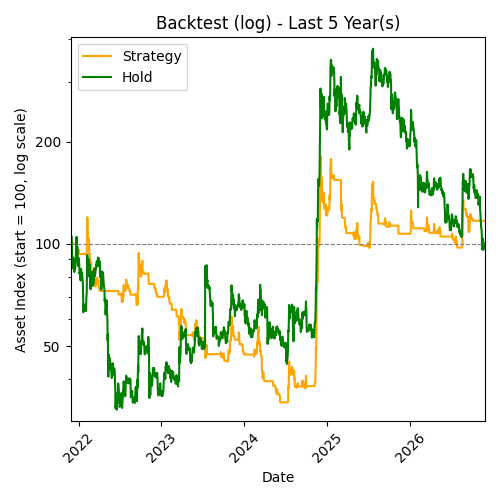 Backtest (log) - Last 5 Year(s)
Strategy
Hold
Asset Index (start = 100, log scale)
200
100
50
2022
2023
2024
2025
2026
Date